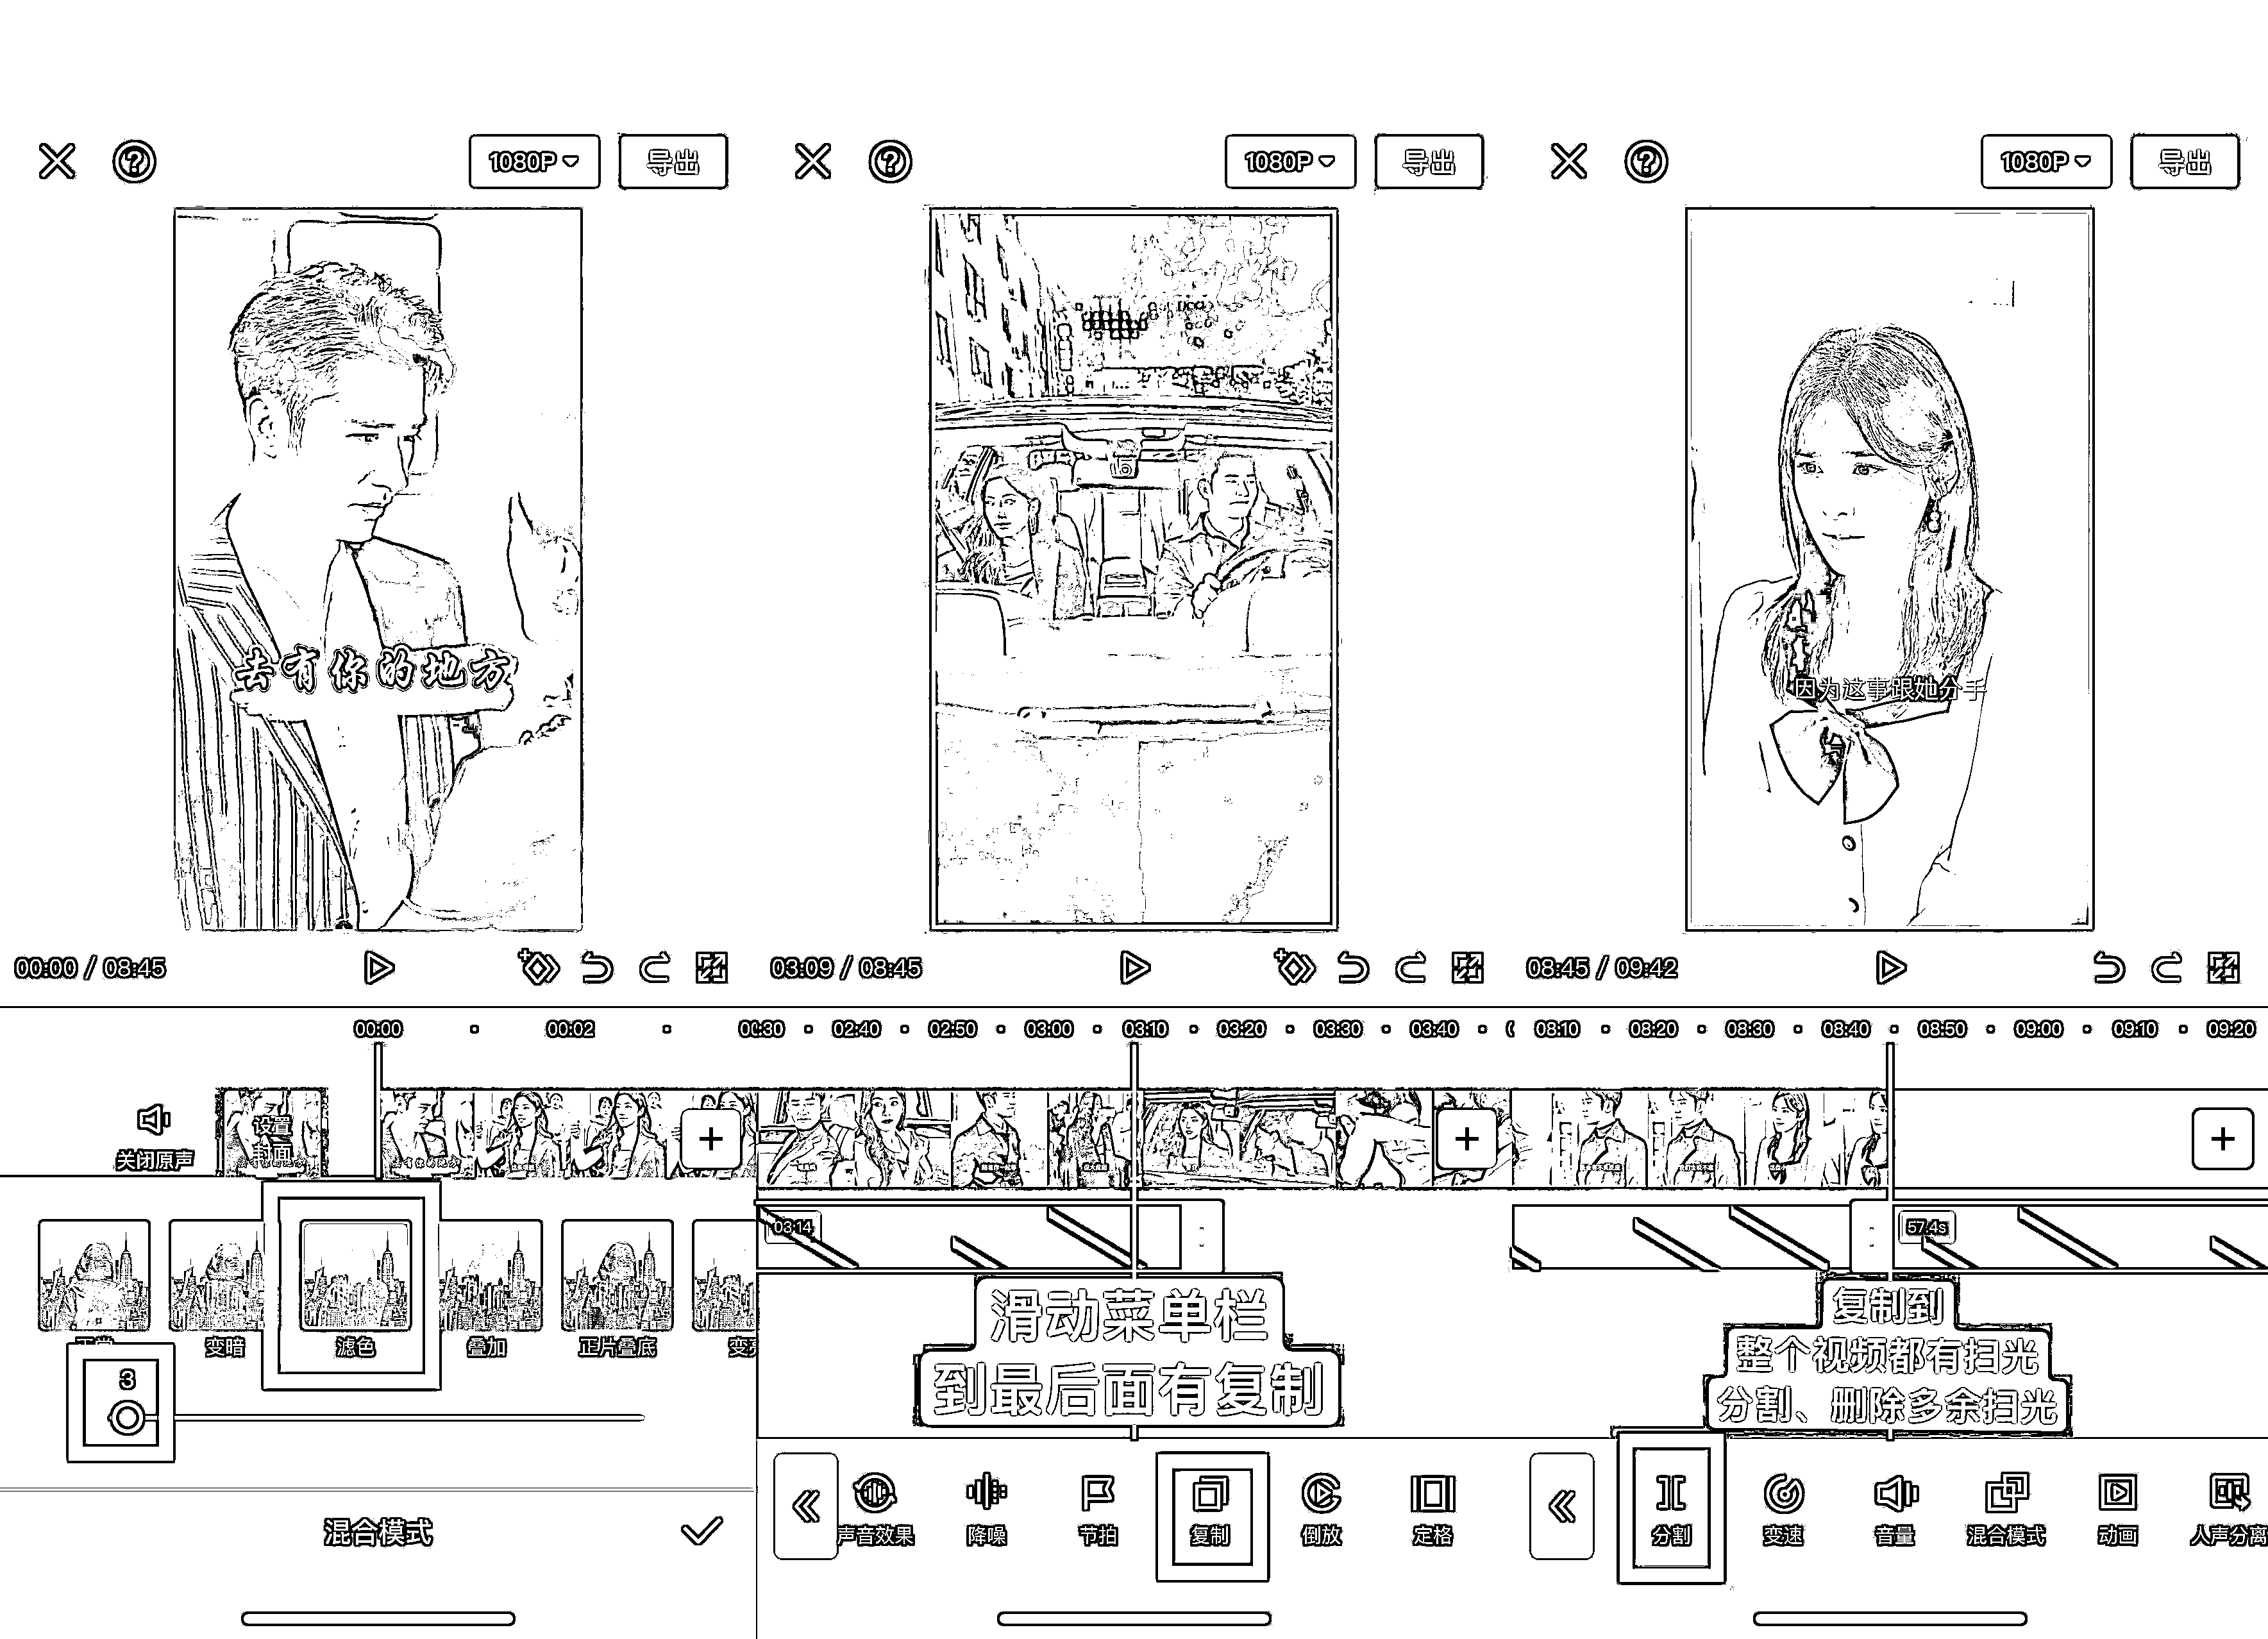 1080P 导出
去有你的地方
00:00 / 08:45
00:00 00:02
关闭原声
设置
封面
正常 变暗 滤色 叠加 正片叠底
3
混合模式
1080P 导出
03:09 / 08:45
02:40 02:50 03:00 03:10 03:20 03:30 03:40
03:14
滑动菜单栏
到最后面有复制
声音效果 降噪 节拍 复制 倒放 定格
1080P 导出
因为这事跟她分手
08:45 / 09:42
08:10 08:20 08:30 08:40 08:50 09:00 09:10 09:20
57.4s
复制到
整个视频都有扫光
分割、删除多余扫光
分割 变速 音量 混合模式 动画 人声分离